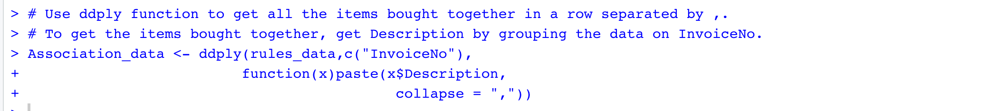 > # Use ddply function to get all the items bought together in a row separated by ,.
> # To get the items bought together, get Description by grouping the data on InvoiceNo.
> Association_data <- ddply(rules_data,c("InvoiceNo"),
+                         function(x)paste(x$Description,
+                                           collapse = ","))
>